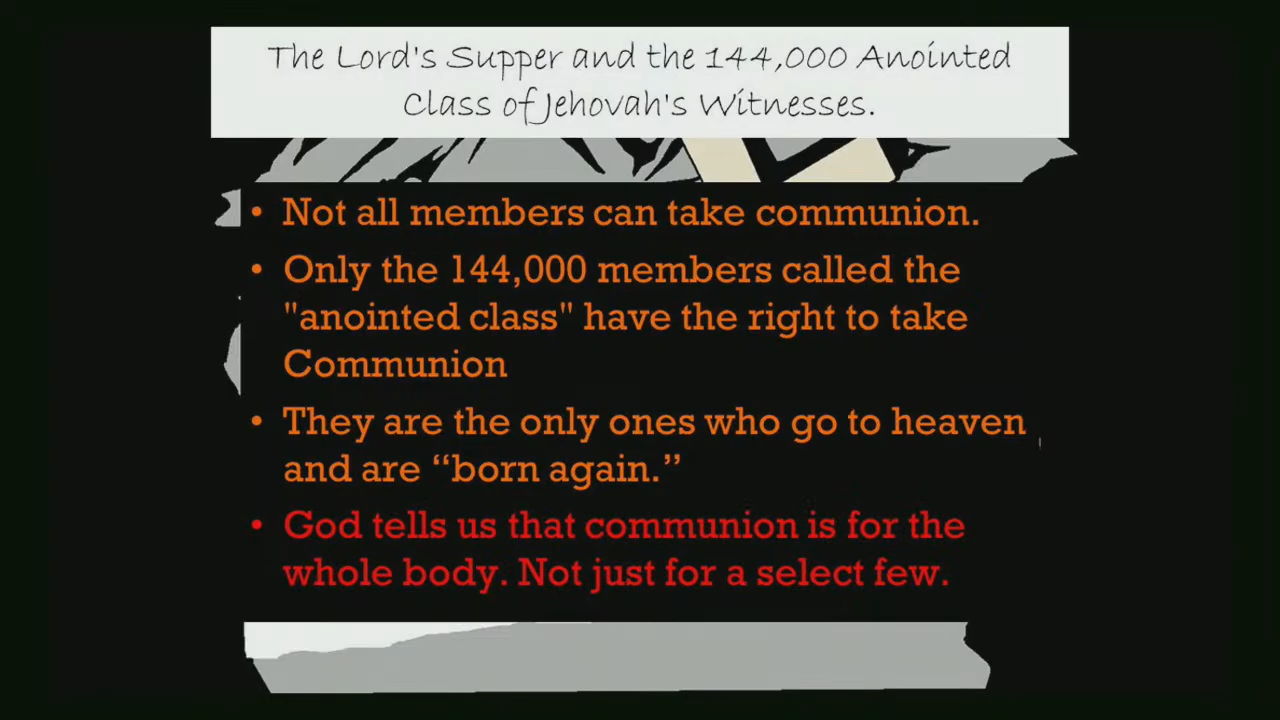 The Lord's Supper and the 144,000 Anointed
Class of Jehovah's Witnesses.
• Not all members can take communion.
• Only the 144,000 members called the
"anointed class" have the right to take
Communion
• They are the only ones who go to heaven
and are “born again.”
• God tells us that communion is for the
whole body. Not just for a select few.